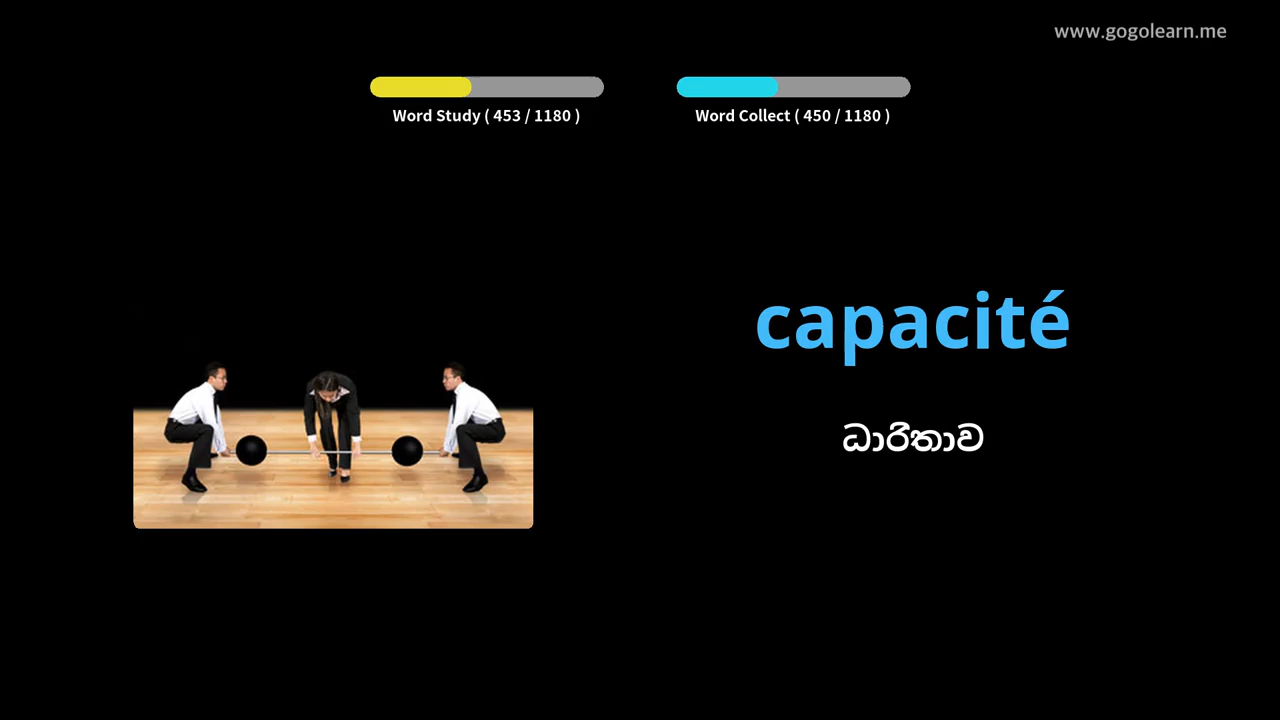 www.gogolearn.me
Word Study ( 453 / 1180 )
Word Collect ( 450 / 1180 )
capacité
ධාරිතාව